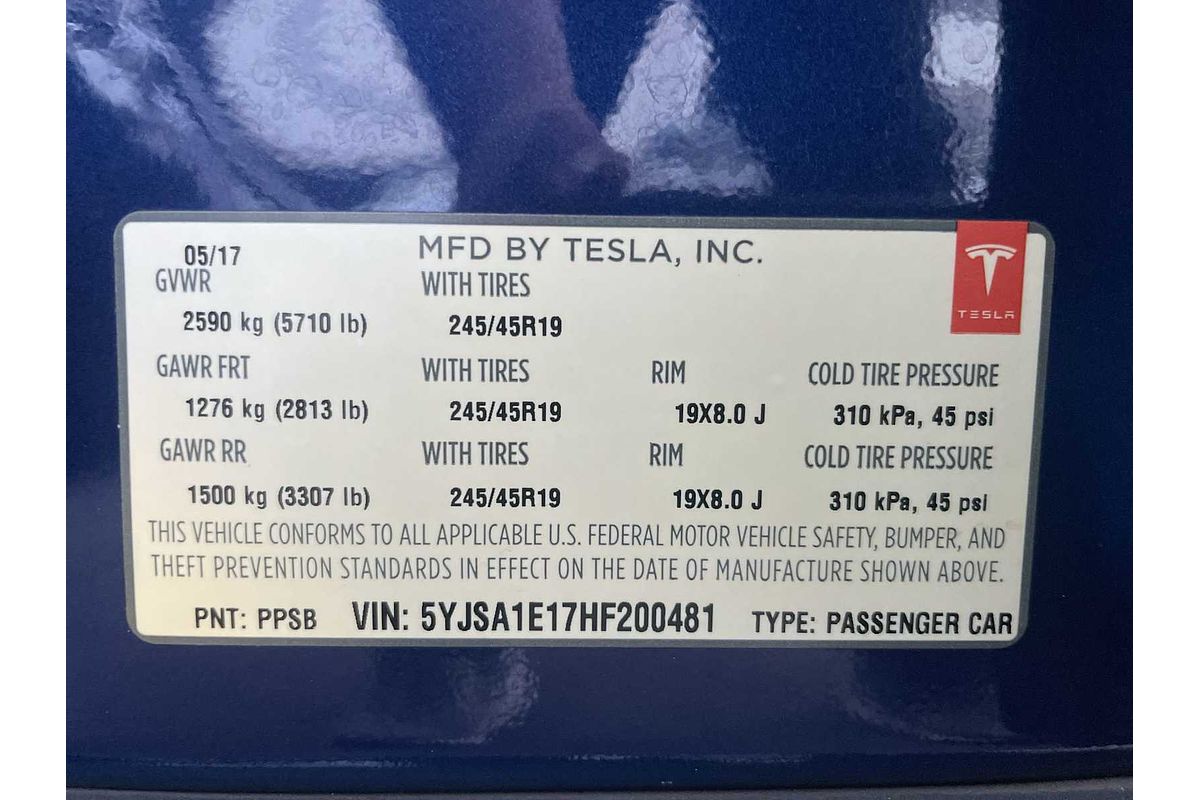 05/17 MFD BY TESLA, INC.
TESLA
GVWR WITH TIRES
2590 kg (5710 lb) 245/45R19
GAWR FRT WITH TIRES RIM COLD TIRE PRESSURE
1276 kg (2813 lb) 245/45R19 19X8.0 J 310 kPa, 45 psi
GAWR RR WITH TIRES RIM COLD TIRE PRESSURE
1500 kg (3307 lb) 245/45R19 19X8.0 J 310 kPa, 45 psi
THIS VEHICLE CONFORMS TO ALL APPLICABLE U.S. FEDERAL MOTOR VEHICLE SAFETY, BUMPER, AND
THEFT PREVENTION STANDARDS IN EFFECT ON THE DATE OF MANUFACTURE SHOWN ABOVE.
PNT: PPSB VIN: 5YJSA1E17HF200481 TYPE: PASSENGER CAR